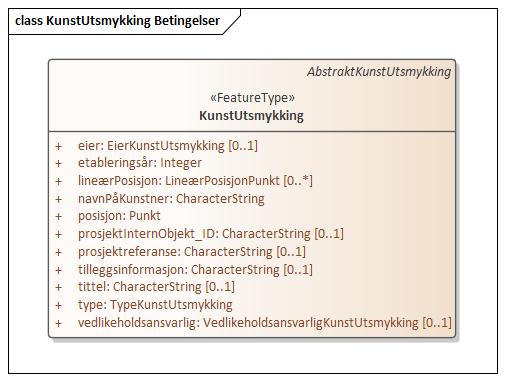 class KunstUtsmykking Betingelser
AbstraktKunstUtsmykking
«FeatureType»
KunstUtsmykking
+ eier: EierKunstUtsmykking [0..1]
+ etableringsår: Integer
+ lineærPosisjon: LineærPosisjonPunkt [0..*]
+ navnPåKunstner: CharacterString
+ posisjon: Punkt
+ prosjektInternObjekt_ID: CharacterString [0..1]
+ prosjektreferanse: CharacterString [0..1]
+ tilleggsinformasjon: CharacterString [0..1]
+ tittel: CharacterString [0..1]
+ type: TypeKunstUtsmykking
+ vedlikeholdsansvarlig: VedlikeholdsansvarligKunstUtsmykking [0..1]